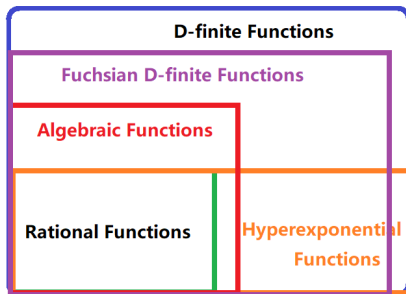 D-finite Functions
Fuchsian D-finite Functions
Algebraic Functions
Rational Functions
Hyperexponential
Functions